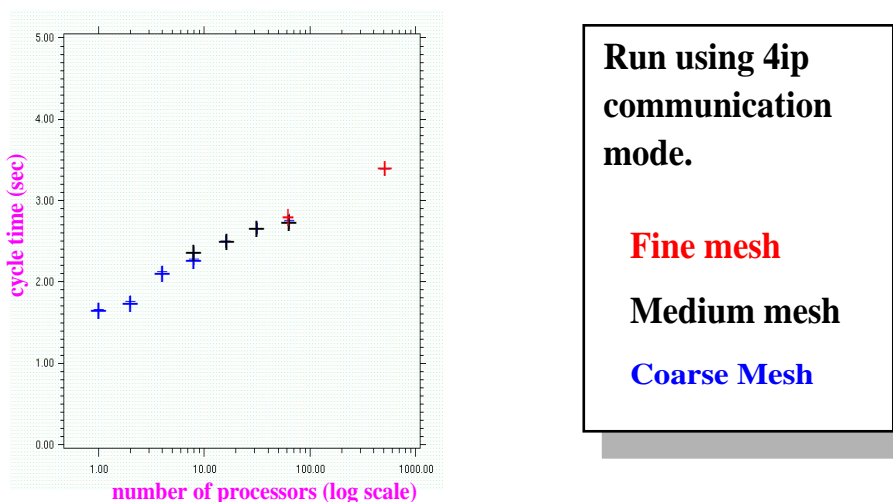 5.00
4.00
3.00
2.00
1.00
0.00
cycle time (sec)
1.00 10.00 100.00 1000.00
number of processors (log scale)
Run using 4ip
communication
mode.
Fine mesh
Medium mesh
Coarse Mesh